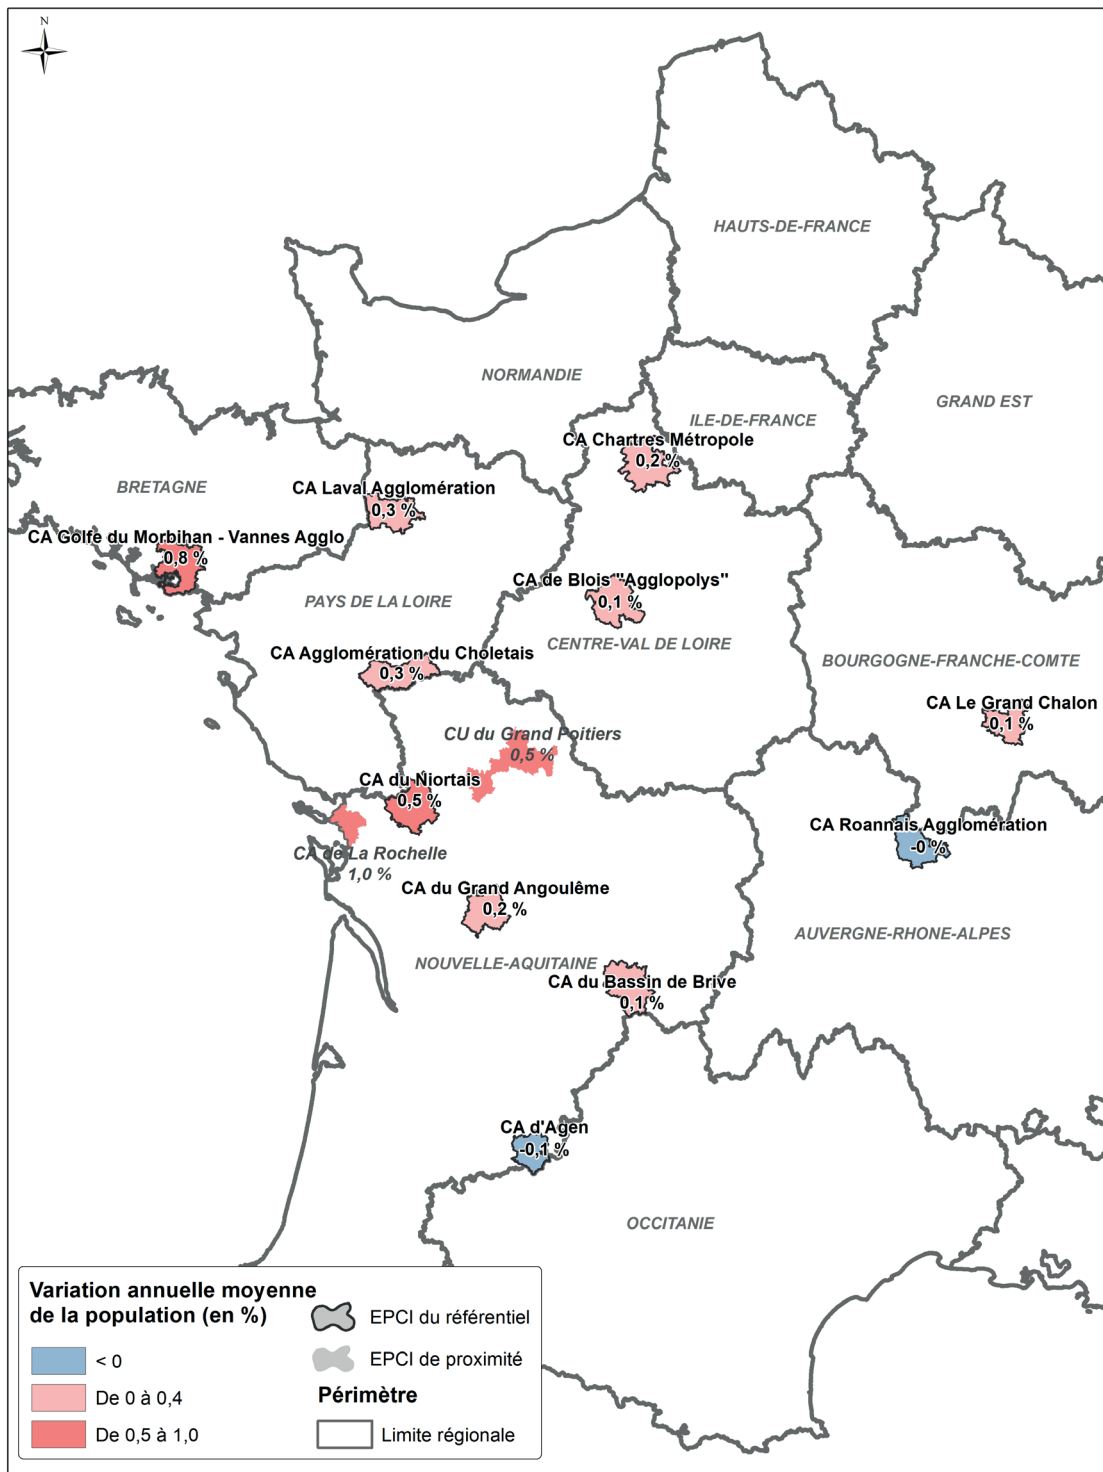 N
HAUTS-DE-FRANCE
NORMANDIE
GRAND EST
ILE-DE-FRANCE
CA Chartres Métropole
0,2 %
BRETAGNE
CA Laval Agglomération
0,3 %
CA Golfe du Morbihan - Vannes Agglo
0,8 %
CA de Blois "Agglopolys"
0,1 %
PAYS DE LA LOIRE
CENTRE-VAL DE LOIRE
CA Agglomération du Choletais
0,3 %
BOURGOGNE-FRANCHE-COMTE
CA Le Grand Chalon
0,1 %
CU du Grand Poitiers
0,5 %
CA du Niortais
0,5 %
CA Roannais Agglomération
-0 %
CA de La Rochelle
1,0 %
CA du Grand Angoulême
0,2 %
AUVERGNE-RHONE-ALPES
NOUVELLE-AQUITAINE
CA du Bassin de Brive
0,1 %
CA d'Agen
-0,1 %
OCCITANIE
Variation annuelle moyenne
de la population (en %)
< 0
De 0 à 0,4
De 0,5 à 1,0
EPCI du référentiel
EPCI de proximité
Périmètre
Limite régionale